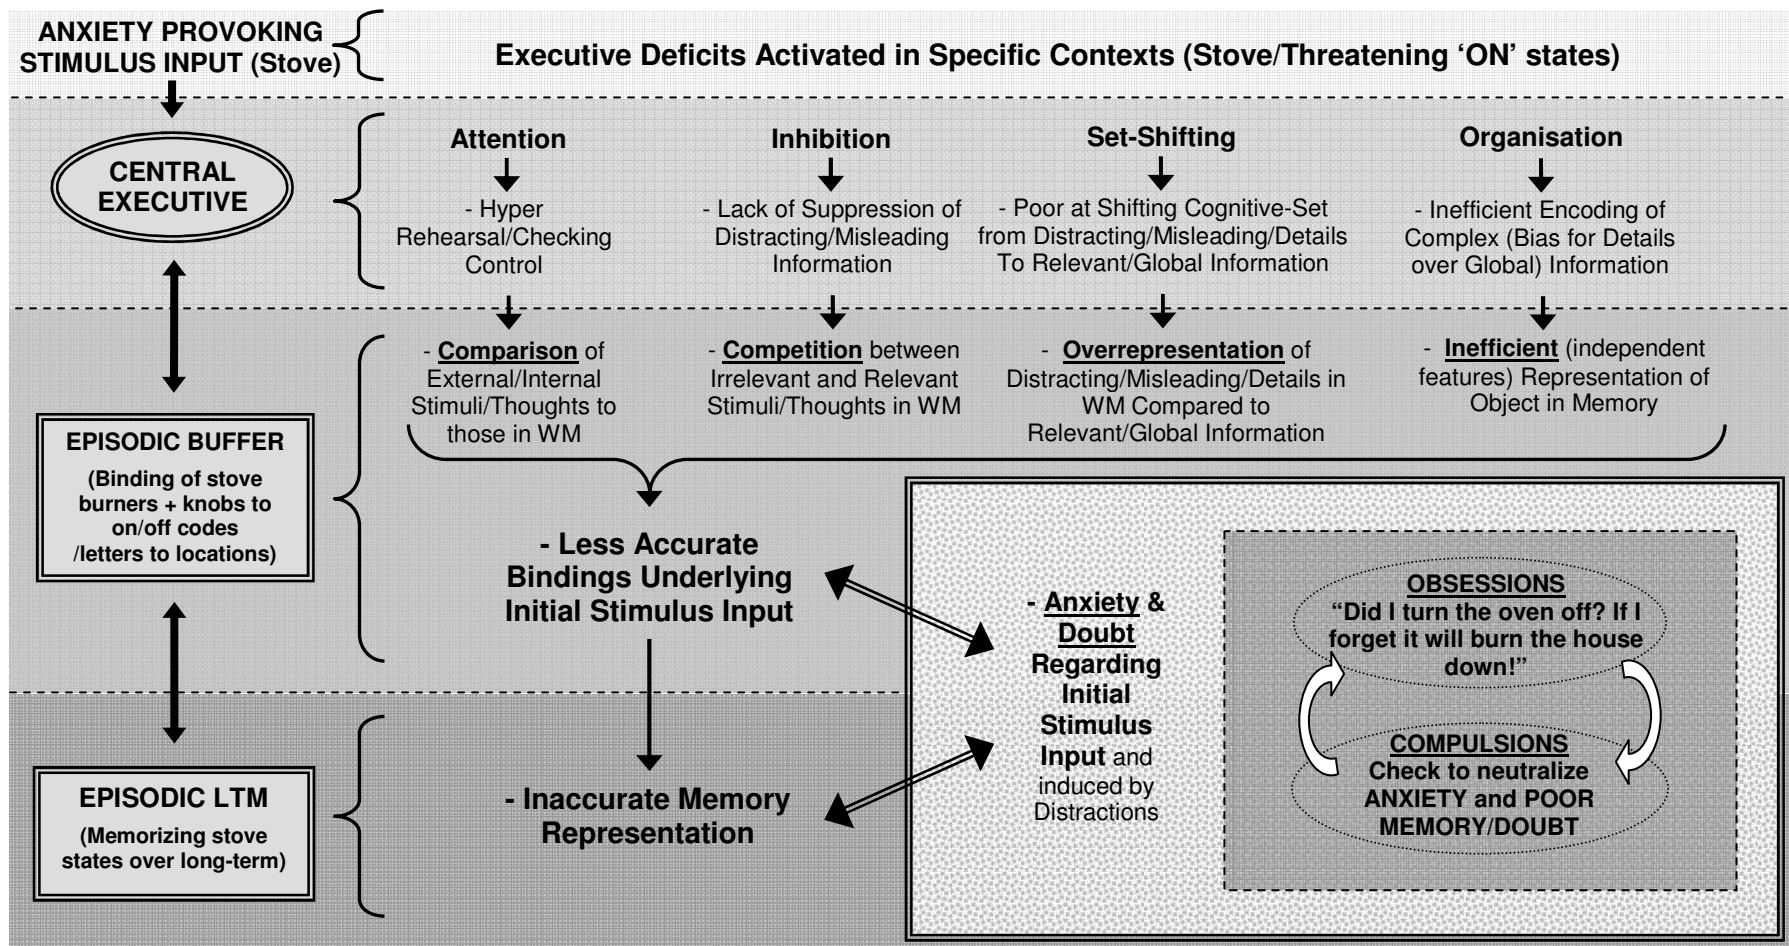 ANXIETY PROVOKING
STIMULUS INPUT (Stove)
Executive Deficits Activated in Specific Contexts (Stove/Threatening ‘ON’ states)
CENTRAL
EXECUTIVE
Attention
- Hyper
Rehearsal/Checking
Control
Inhibition
- Lack of Suppression of
Distracting/Misleading
Information
Set-Shifting
- Poor at Shifting Cognitive-Set
from Distracting/Misleading/Details
To Relevant/Global Information
Organisation
- Inefficient Encoding of
Complex (Bias for Details
over Global) Information
EPISODIC BUFFER
(Binding of stove
burners + knobs to
on/off codes
/letters to locations)
- Comparison of
External/Internal
Stimuli/Thoughts to
those in WM
- Competition between
Irrelevant and Relevant
Stimuli/Thoughts in WM
- Overrepresentation of
Distracting/Misleading/Details in
WM Compared to
Relevant/Global Information
- Inefficient (independent
features) Representation of
Object in Memory
- Less Accurate
Bindings Underlying
Initial Stimulus Input
EPISODIC LTM
(Memorizing stove
states over long-term)
- Inaccurate Memory
Representation
- Anxiety &
Doubt
Regarding
Initial
Stimulus
Input and
induced by
Distractions
OBSESSIONS
“Did I turn the oven off? If I
forget it will burn the house
down!”
COMPULSIONS
Check to neutralize
ANXIETY and POOR
MEMORY/DOUBT